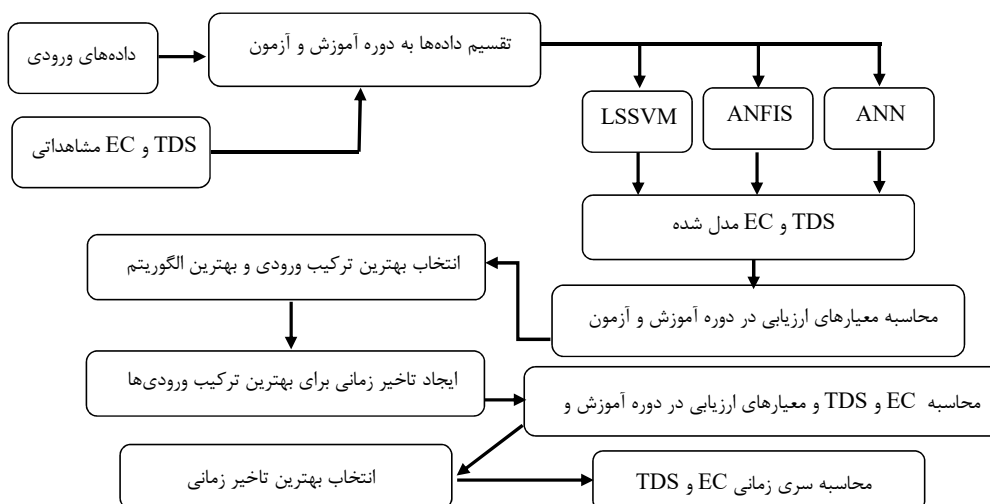 داده‌های ورودی
تقسیم داده‌ها به دوره آموزش و آزمون
TDS و EC مشاهداتی
LSSVM
ANFIS
ANN
TDS و EC مدل شده
محاسبه معیارهای ارزیابی در دوره آموزش و آزمون
انتخاب بهترین ترکیب ورودی و بهترین الگوریتم
ایجاد تاخیر زمانی برای بهترین ترکیب ورودی‌ها
محاسبه EC و TDS و معیارهای ارزیابی در دوره آموزش و
انتخاب بهترین تاخیر زمانی
محاسبه سری زمانی EC و TDS